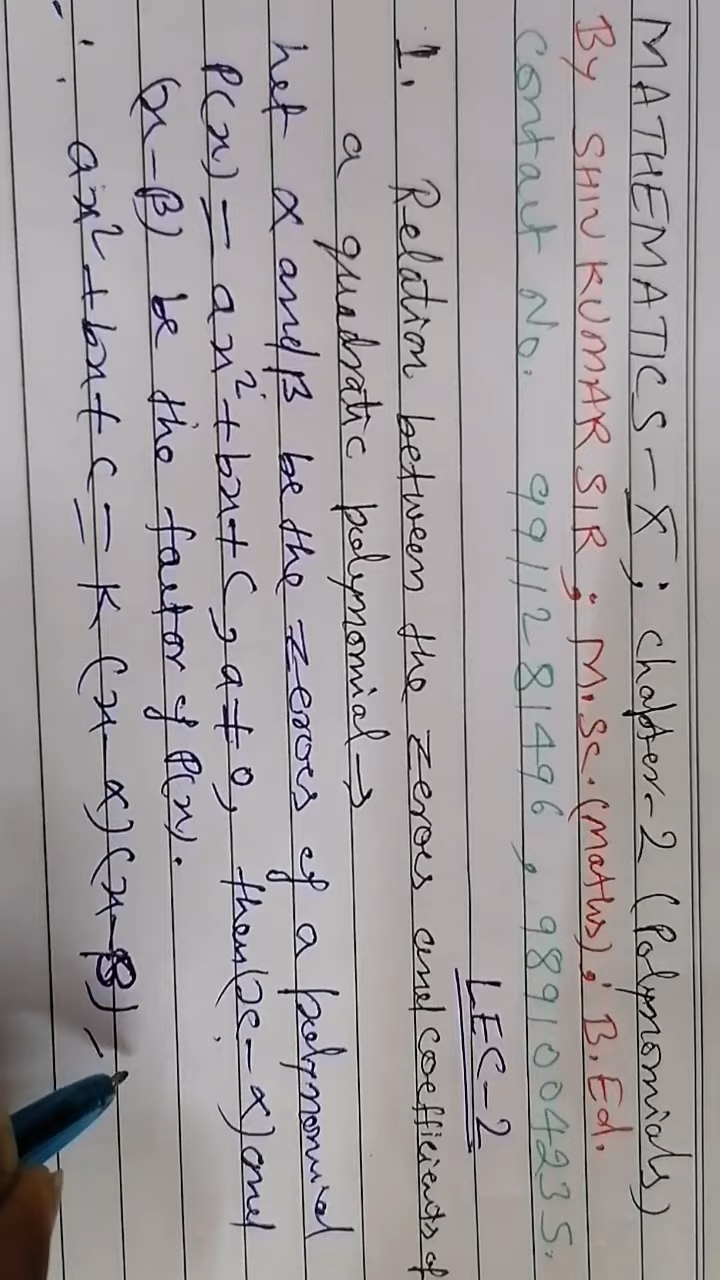 MATHEMATICS-X; chapter-2 (Polynomials)
By SHIV KUMAR SIR; M.Sc.(Maths); B.Ed.
Contact No. 9911281496, 9891004235.
LEC-2
1. Relation between the zeroes and coefficients of
a quadratic polynomial→
Let α and β be the zeroes of a polynomial
P(x) = ax²+bx+c, a≠0, then (x-α) and
(x-β) be the factor of P(x).
∴ ax²+bx+c = K(x-α)(x-β)